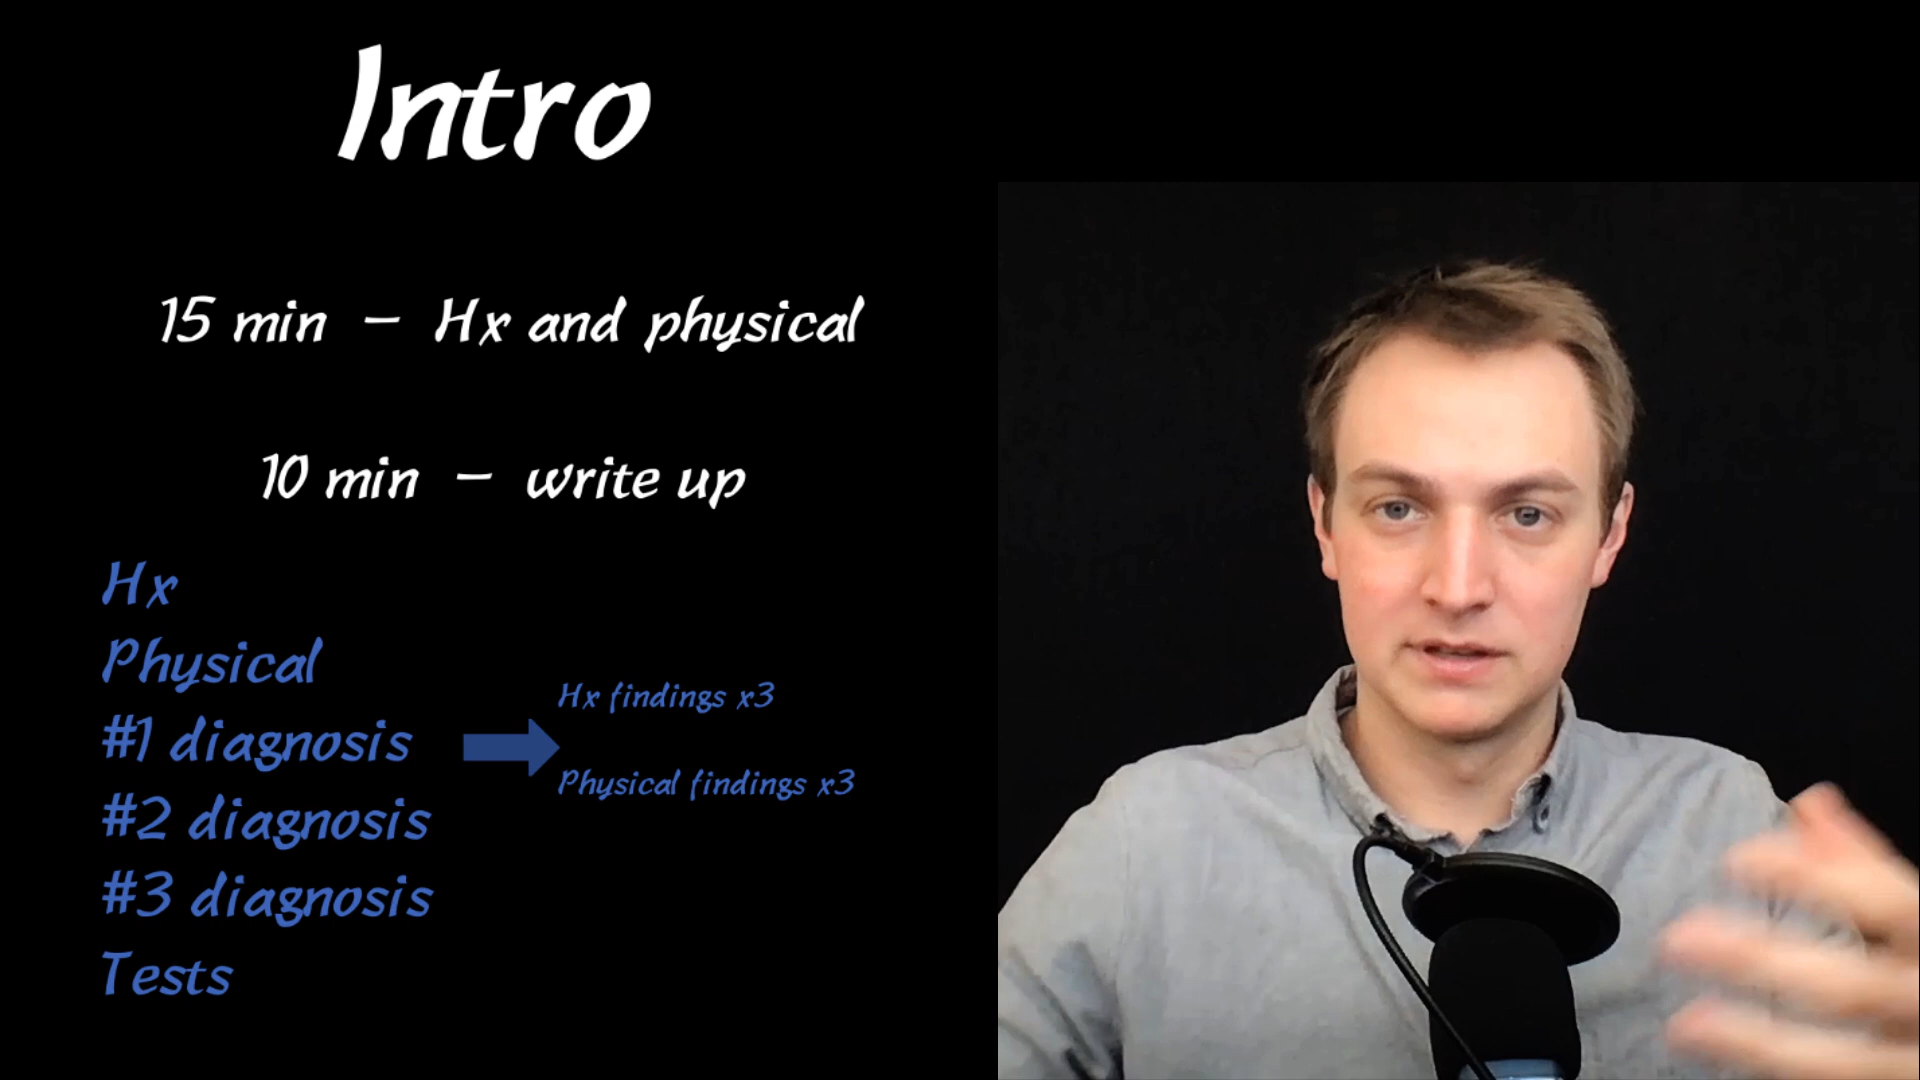 Intro
15 min – Hx and physical
10 min – write up
Hx
Physical
#1 diagnosis
#2 diagnosis
#3 diagnosis
Tests
Hx findings x3
Physical findings x3